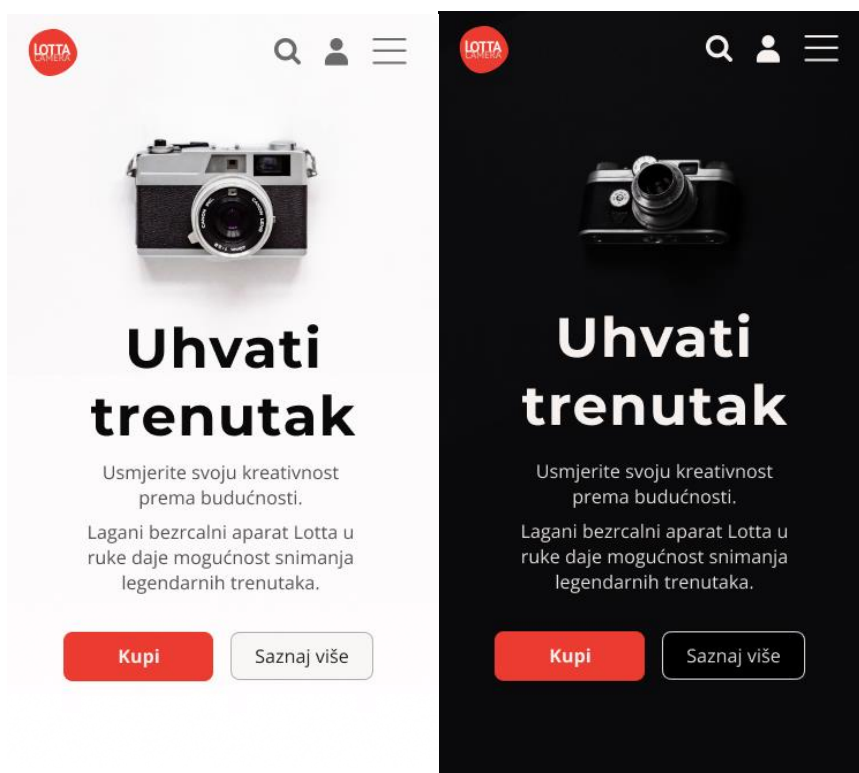 LOTTA
CAMERA
Uhvati
trenutak
Usmjerite svoju kreativnost
prema budućnosti.
Lagani bezrcalni aparat Lotta u
ruke daje mogućnost snimanja
legendarnih trenutaka.
Kupi
Saznaj više
LOTTA
CAMERA
Uhvati
trenutak
Usmjerite svoju kreativnost
prema budućnosti.
Lagani bezrcalni aparat Lotta u
ruke daje mogućnost snimanja
legendarnih trenutaka.
Kupi
Saznaj više